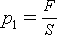 p₁ = F/S